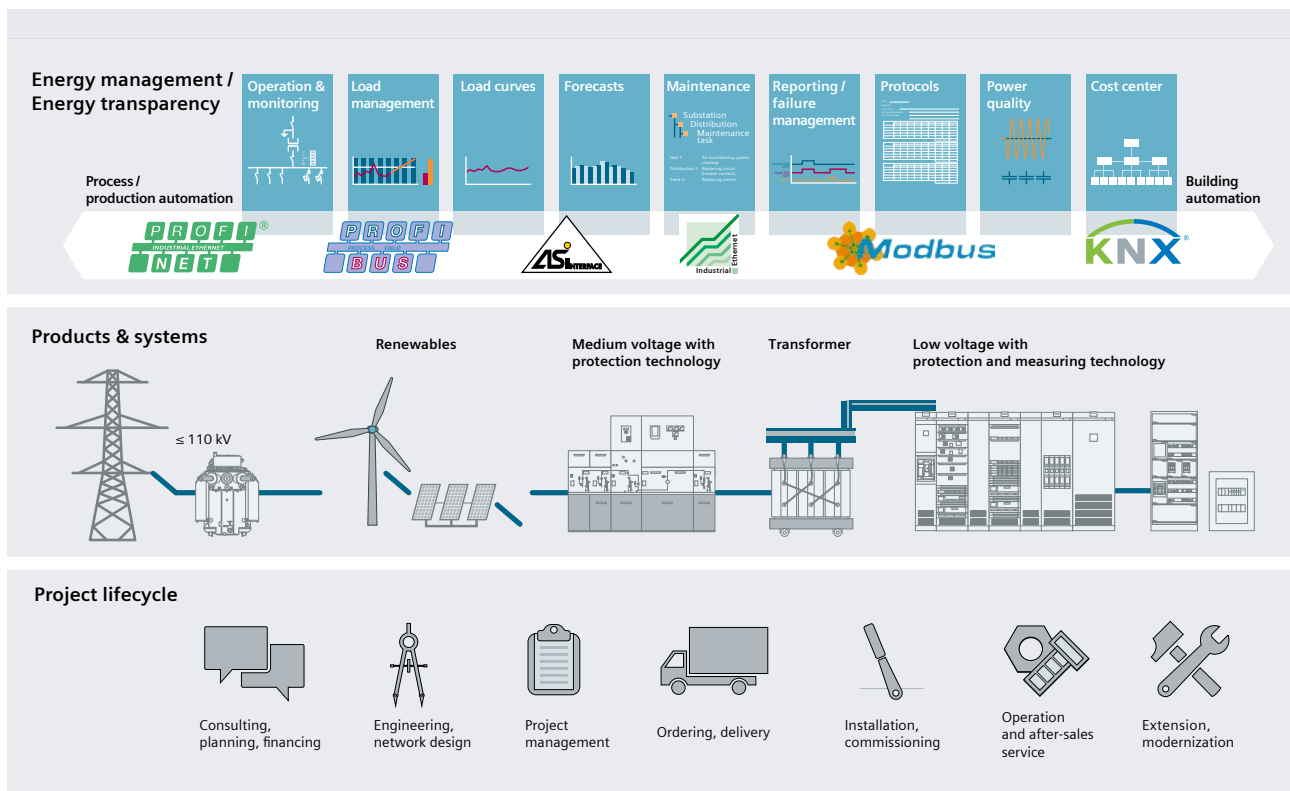 Energy management /
Energy transparency
Operation &
monitoring
Load
management
Load curves
Forecasts
Maintenance
Substation
Distribution
Maintenance
task
Reporting /
failure
management
Protocols
Power
quality
Cost center
Process /
production automation
Building
automation
PROFI®
INDUSTRIAL ETHERNET
NET
PROFI
PROCESS FIELD
BUS
ASi
INTERFACE
Industrial
Ethernet
Modbus
KNX®
Products & systems
Renewables
Medium voltage with
protection technology
Transformer
Low voltage with
protection and measuring technology
≤ 110 kV
Project lifecycle
Consulting,
planning, financing
Engineering,
network design
Project
management
Ordering, delivery
Installation,
commissioning
Operation
and after-sales
service
Extension,
modernization